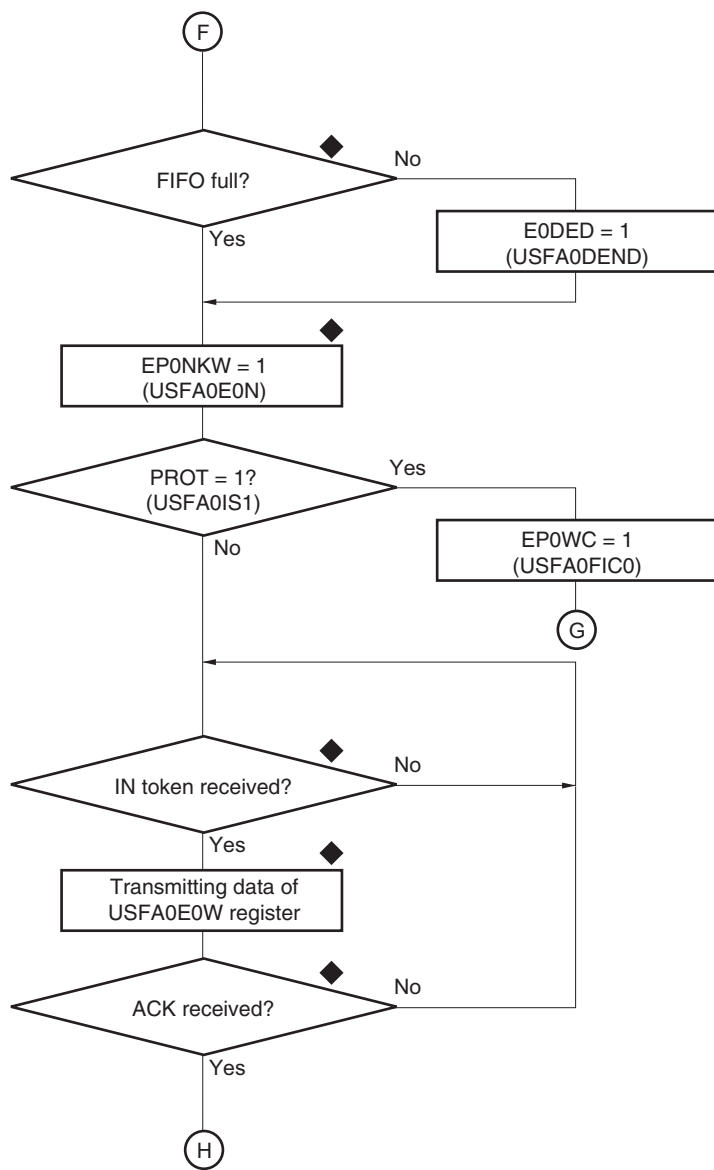 F
FIFO full?
No
Yes
E0DED = 1
(USFA0DEND)
EP0NKW = 1
(USFA0E0N)
PROT = 1?
(USFA0IS1)
Yes
No
EP0WC = 1
(USFA0FIC0)
G
IN token received?
No
Yes
Transmitting data of
USFA0E0W register
ACK received?
No
Yes
H